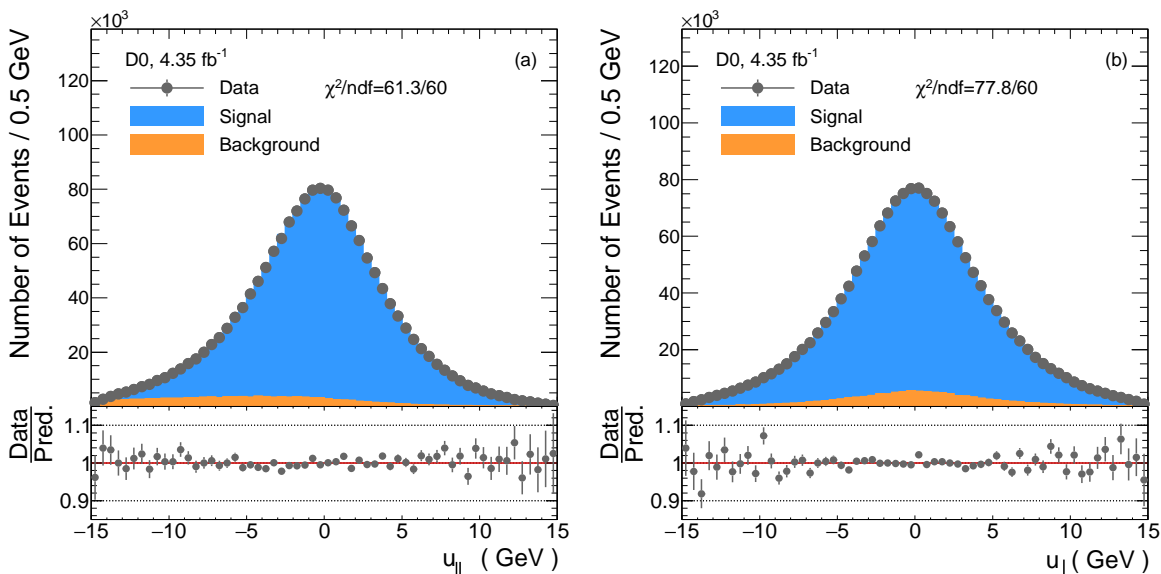 ×10³
Number of Events / 0.5 GeV
D0, 4.35 fb⁻¹
(a)
Data
χ²/ndf=61.3/60
Signal
Background
120
100
80
60
40
20
Data
Pred.
1.1
1
0.9
−15 −10 −5 0 5 10 15
u|| ( GeV )
×10³
Number of Events / 0.5 GeV
D0, 4.35 fb⁻¹
(b)
Data
χ²/ndf=77.8/60
Signal
Background
120
100
80
60
40
20
Data
Pred.
1.1
1
0.9
−15 −10 −5 0 5 10 15
u⊥ ( GeV )